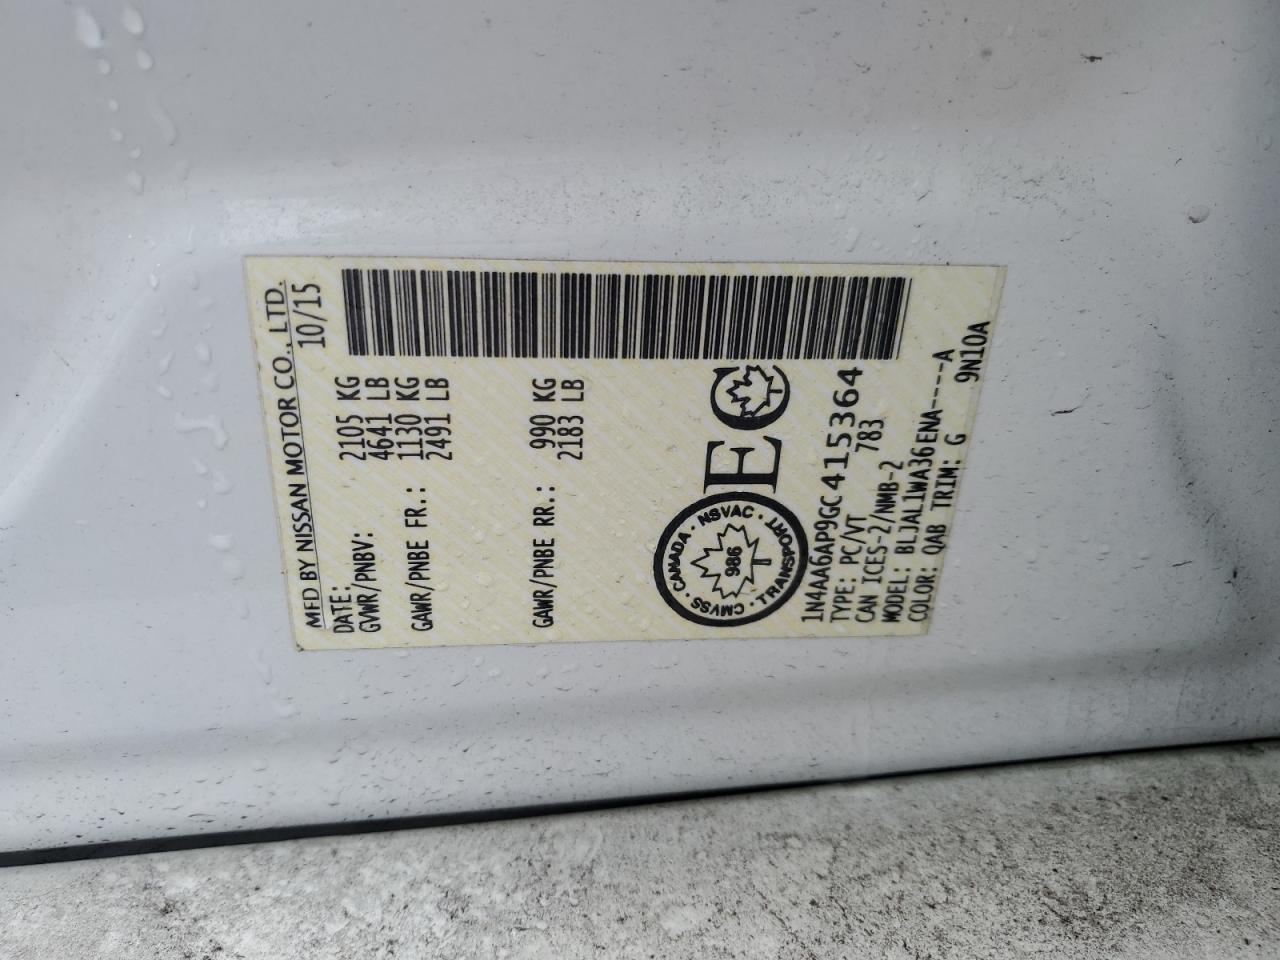 MFD BY NISSAN MOTOR CO., LTD.
DATE: 10/15
GVWR/PNBV: 2105 KG
4641 LB
GAWR/PNBE FR.: 1130 KG
2491 LB
GAWR/PNBE RR.: 990 KG
2183 LB
CANADA · NSVAC · TRANSPORT · CMVSS ·
986
T
EC
T
1N4AA6AP9GC415364
TYPE: PC/VT 783
CAN ICES-2/NMB-2
MODEL: BLJAL1WA36ENA----A
COLOR: QAB TRIM: G 9N10A